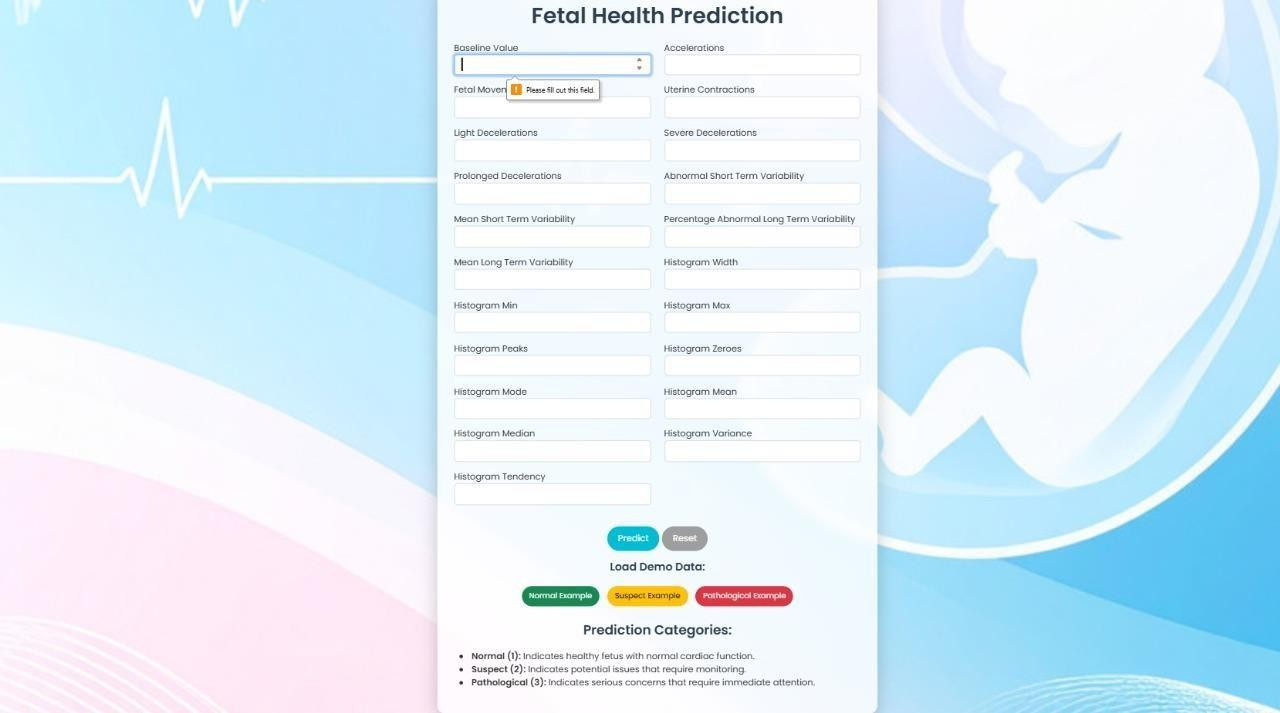 Fetal Health Prediction
Baseline Value
Accelerations
Please fill out this field.
Fetal
Uterine Contractions
Light Decelerations
Severe Decelerations
Prolonged Decelerations
Abnormal Short Term Variability
Mean Short Term Variability
Percentage Abnormal Long Term Variability
Mean Long Term Variability
Histogram Width
Histogram Min
Histogram Max
Histogram Peaks
Histogram Zeroes
Histogram Mode
Histogram Mean
Histogram Median
Histogram Variance
Histogram Tendency
Predict
Reset
Load Demo Data:
Normal Example
Suspect Example
Pathological Example
Prediction Categories:
• Normal (1): Indicates healthy fetus with normal cardiac function.
• Suspect (2): Indicates potential issues that require monitoring.
• Pathological (3): Indicates serious concerns that require immediate attention.